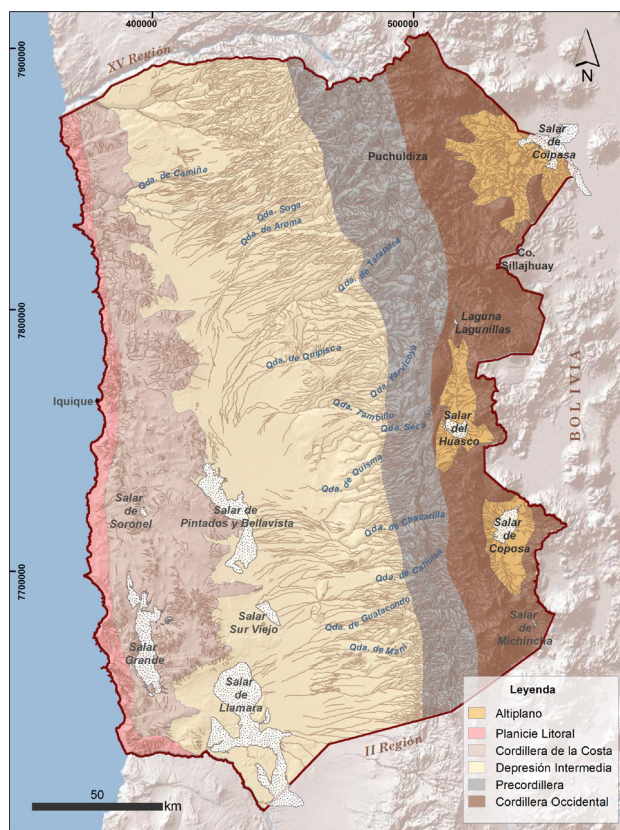 400000
500000
7900000
XV Región
N
Salar
de
Coipasa
Puchuldiza
Qda. de Camiña
Qda. Soga
Qda. de Aroma
Qda. de Tarapacá
Co.
Sillajhuay
7800000
Laguna
Lagunillas
Qda. de Quipisca
Qda. Yarvicoya
BOLIVIA
Iquique
Qda. Tambillo
Qda. Seca
Salar
del
Huasco
Qda. de Quisma
Salar
de
Soronel
Salar de
Pintados y Bellavista
Qda. de Chacarilla
Salar
de
Coposa
7700000
Qda. de Cahuisa
Salar
Sur Viejo
Qda. de Guatacondo
Salar
de
Michincha
Salar
Grande
Qda. de Maní
Salar
de
Llamara
II Región
Leyenda
Altiplano
Planicie Litoral
Cordillera de la Costa
Depresión Intermedia
Precordillera
Cordillera Occidental
50
km